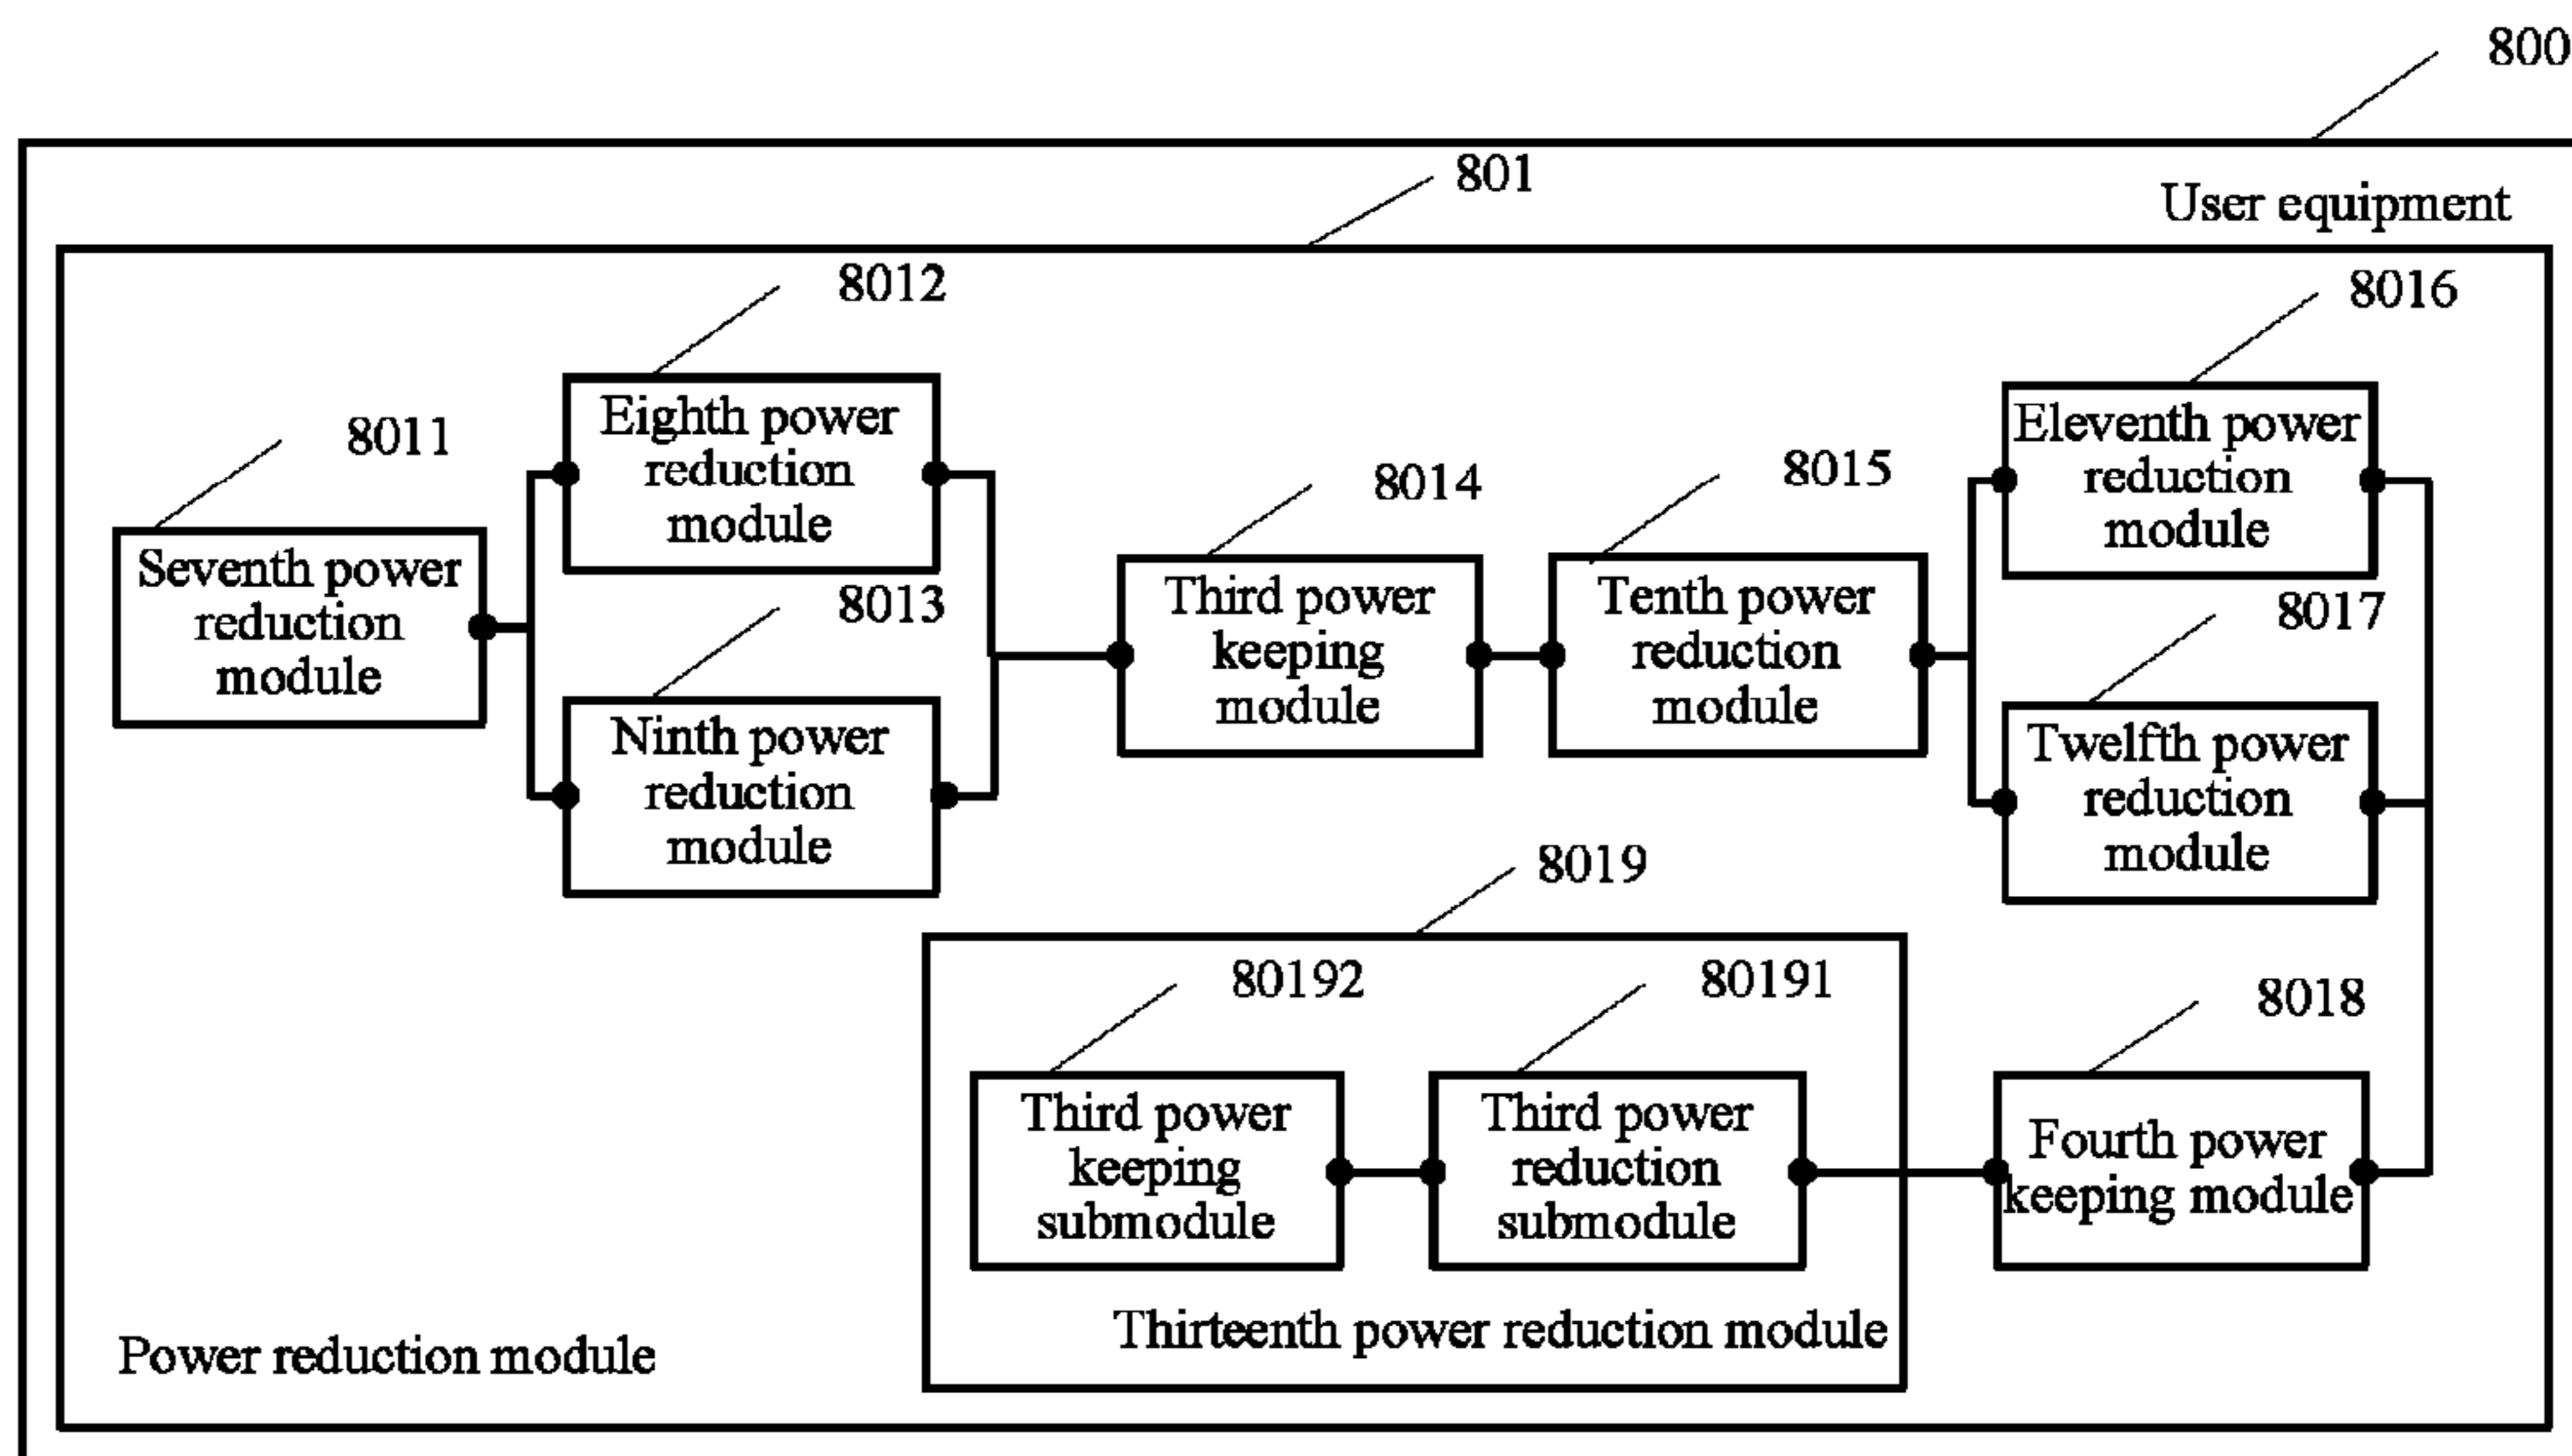 800
801
User equipment
8012
8016
8011
Eighth power
reduction
module
Eleventh power
reduction
module
8014
8015
Seventh power
reduction
module
8013
Third power
keeping
module
Tenth power
reduction
module
8017
Ninth power
reduction
module
Twelfth power
reduction
module
8019
80192
80191
8018
Third power
keeping
submodule
Third power
reduction
submodule
Fourth power
keeping module
Thirteenth power reduction module
Power reduction module